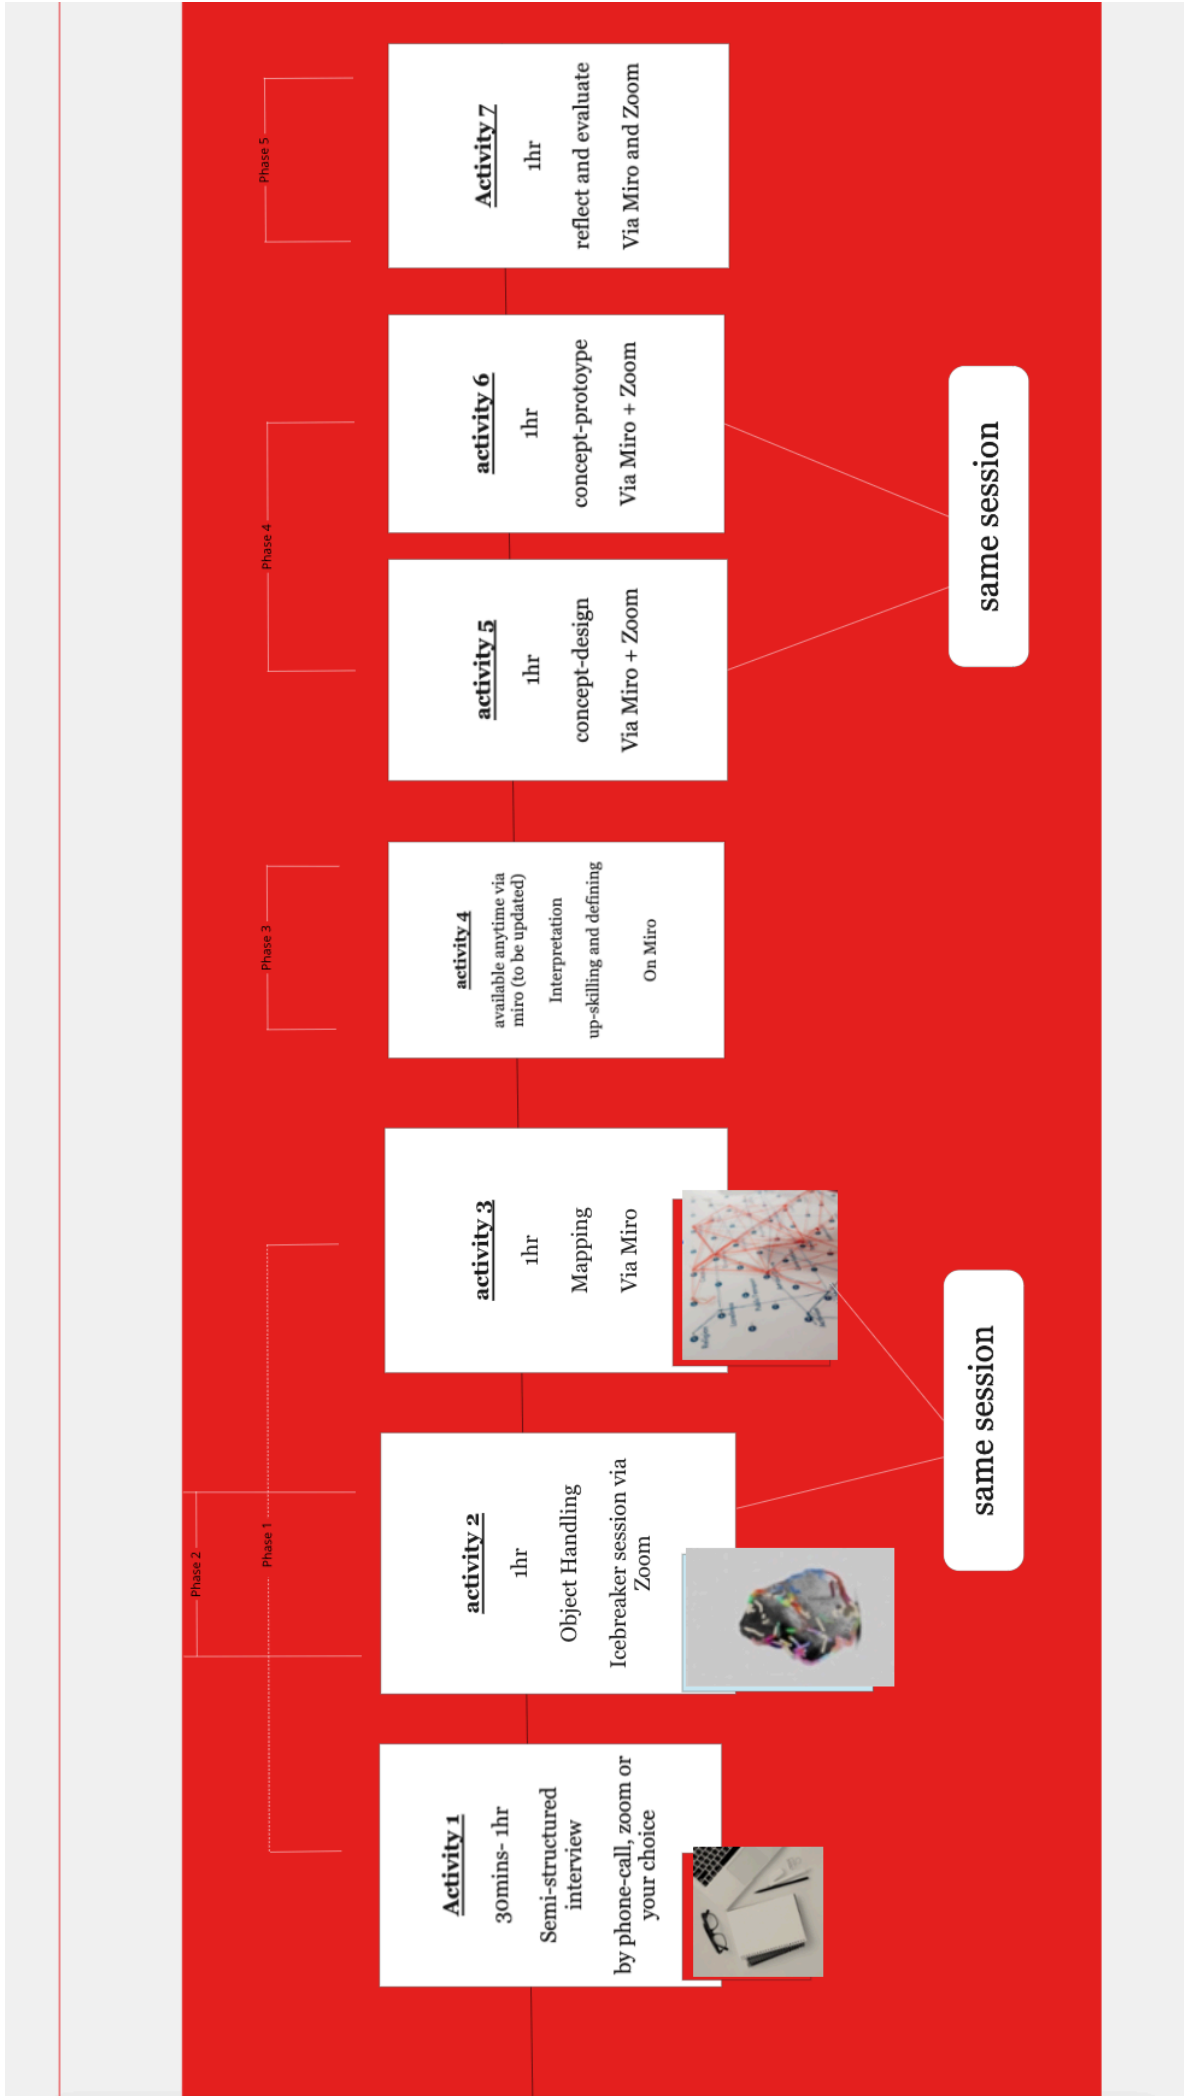 Phase 2
Phase 1
Phase 3
Phase 4
Phase 5
Activity 1
30mins- 1hr
Semi-structured
interview
by phone-call, zoom or
your choice
activity 2
1hr
Object Handling
Icebreaker session via
Zoom
activity 3
1hr
Mapping
Via Miro
activity 4
available anytime via
miro (to be updated)
Interpretation
up-skilling and defining
On Miro
activity 5
1hr
concept-design
Via Miro + Zoom
activity 6
1hr
concept-protoype
Via Miro + Zoom
Activity 7
1hr
reflect and evaluate
Via Miro and Zoom
same session
same session